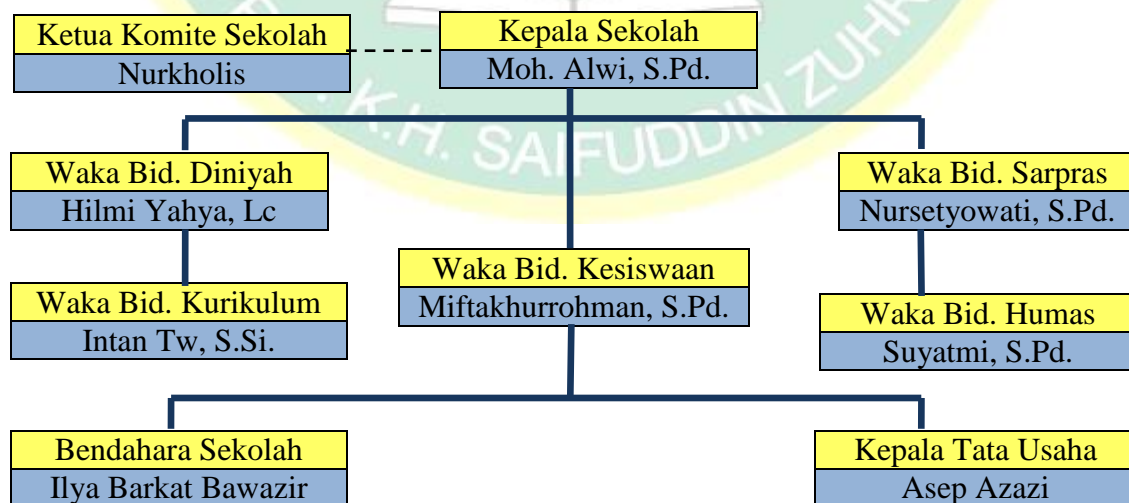 K.H. SAIFUDDIN ZUHRI
Ketua Komite Sekolah
Nurkholis
Kepala Sekolah
Moh. Alwi, S.Pd.
Waka Bid. Diniyah
Hilmi Yahya, Lc
Waka Bid. Sarpras
Nursetyowati, S.Pd.
Waka Bid. Kesiswaan
Miftakhurrohman, S.Pd.
Waka Bid. Kurikulum
Intan Tw, S.Si.
Waka Bid. Humas
Suyatmi, S.Pd.
Bendahara Sekolah
Ilya Barkat Bawazir
Kepala Tata Usaha
Asep Azazi